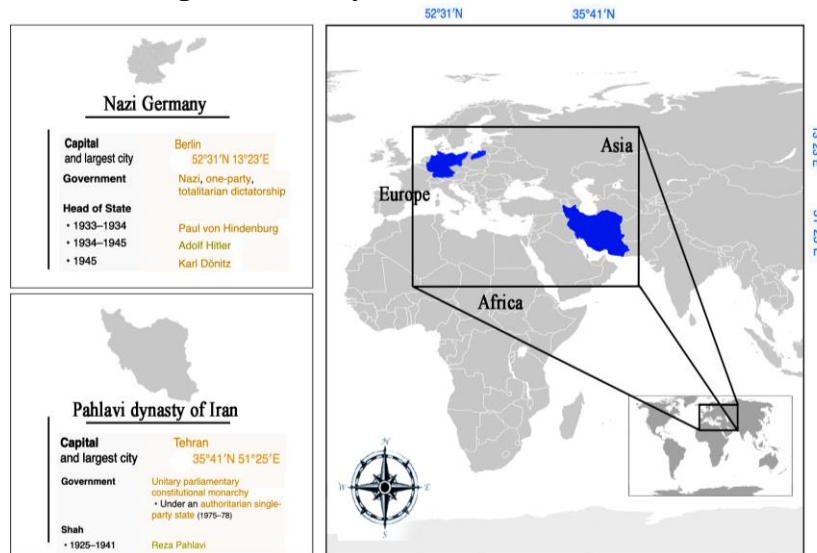 52°31′N
35°41′N
Nazi Germany
Capital
and largest city
Berlin
52°31′N 13°23′E
Government
Nazi, one-party,
totalitarian dictatorship
Head of State
• 1933–1934
Paul von Hindenburg
• 1934–1945
Adolf Hitler
• 1945
Karl Dönitz
Pahlavi dynasty of Iran
Capital
and largest city
Tehran
35°41′N 51°25′E
Government
Unitary parliamentary
constitutional monarchy
• Under an authoritarian single-
party state (1975–78)
Shah
• 1925–1941
Reza Pahlavi
Asia
Europe
Africa
N
W
E
S